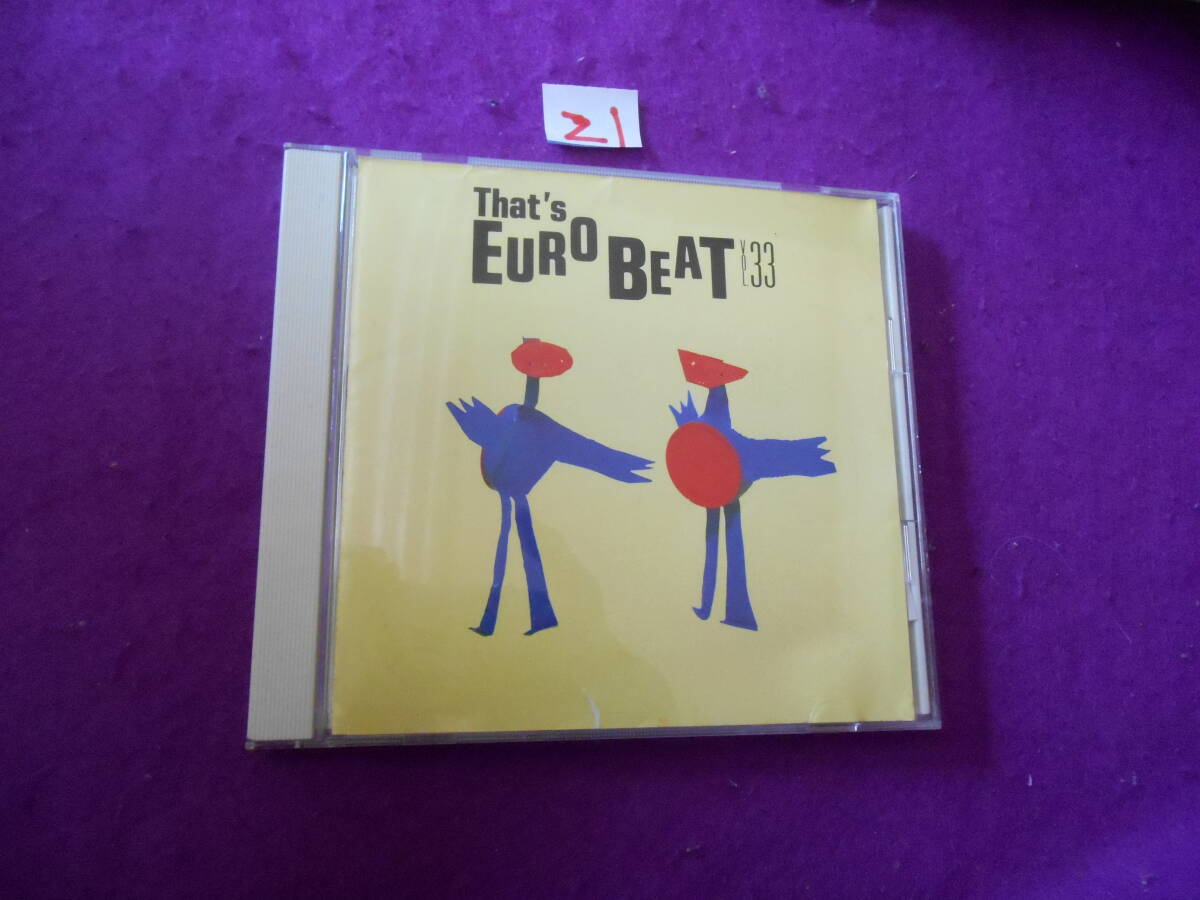 21
That's
EURO BEAT VOL. 33